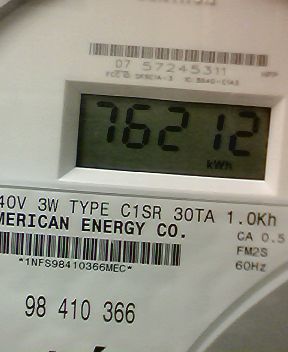 07 57245311
76212
kWh
40V 3W TYPE C1SR 30TA 1.0Kh
MERICAN ENERGY CO.
CA 0.5
FM2S
60Hz
*1NFS98410366MEC*
98 410 366